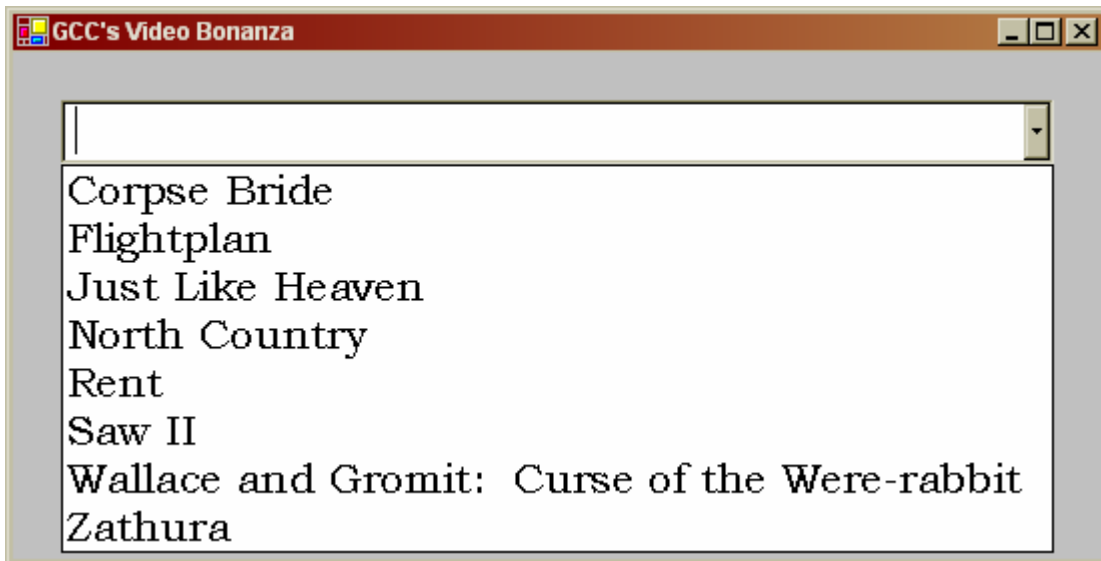 GCC's Video Bonanza
Corpse Bride
Flightplan
Just Like Heaven
North Country
Rent
Saw II
Wallace and Gromit:  Curse of the Were-rabbit
Zathura